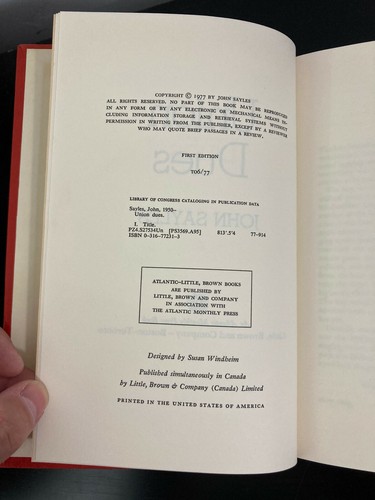 COPYRIGHT © 1977 BY JOHN SAYLES
ALL RIGHTS RESERVED. NO PART OF THIS BOOK MAY BE REPRODUCED
IN ANY FORM OR BY ANY ELECTRONIC OR MECHANICAL MEANS IN-
CLUDING INFORMATION STORAGE AND RETRIEVAL SYSTEMS WITHOUT
PERMISSION IN WRITING FROM THE PUBLISHER, EXCEPT BY A REVIEWER
WHO MAY QUOTE BRIEF PASSAGES IN A REVIEW.
FIRST EDITION
T06/77
LIBRARY OF CONGRESS CATALOGING IN PUBLICATION DATA
Sayles, John, 1950–
Union dues.
I. Title.
PZ4.S27534Un [PS3569.A95] 813'.5'4 77-914
ISBN 0-316-77231-3
ATLANTIC–LITTLE, BROWN BOOKS
ARE PUBLISHED BY
LITTLE, BROWN AND COMPANY
IN ASSOCIATION WITH
THE ATLANTIC MONTHLY PRESS
Designed by Susan Windheim
Published simultaneously in Canada
by Little, Brown & Company (Canada) Limited
PRINTED IN THE UNITED STATES OF AMERICA